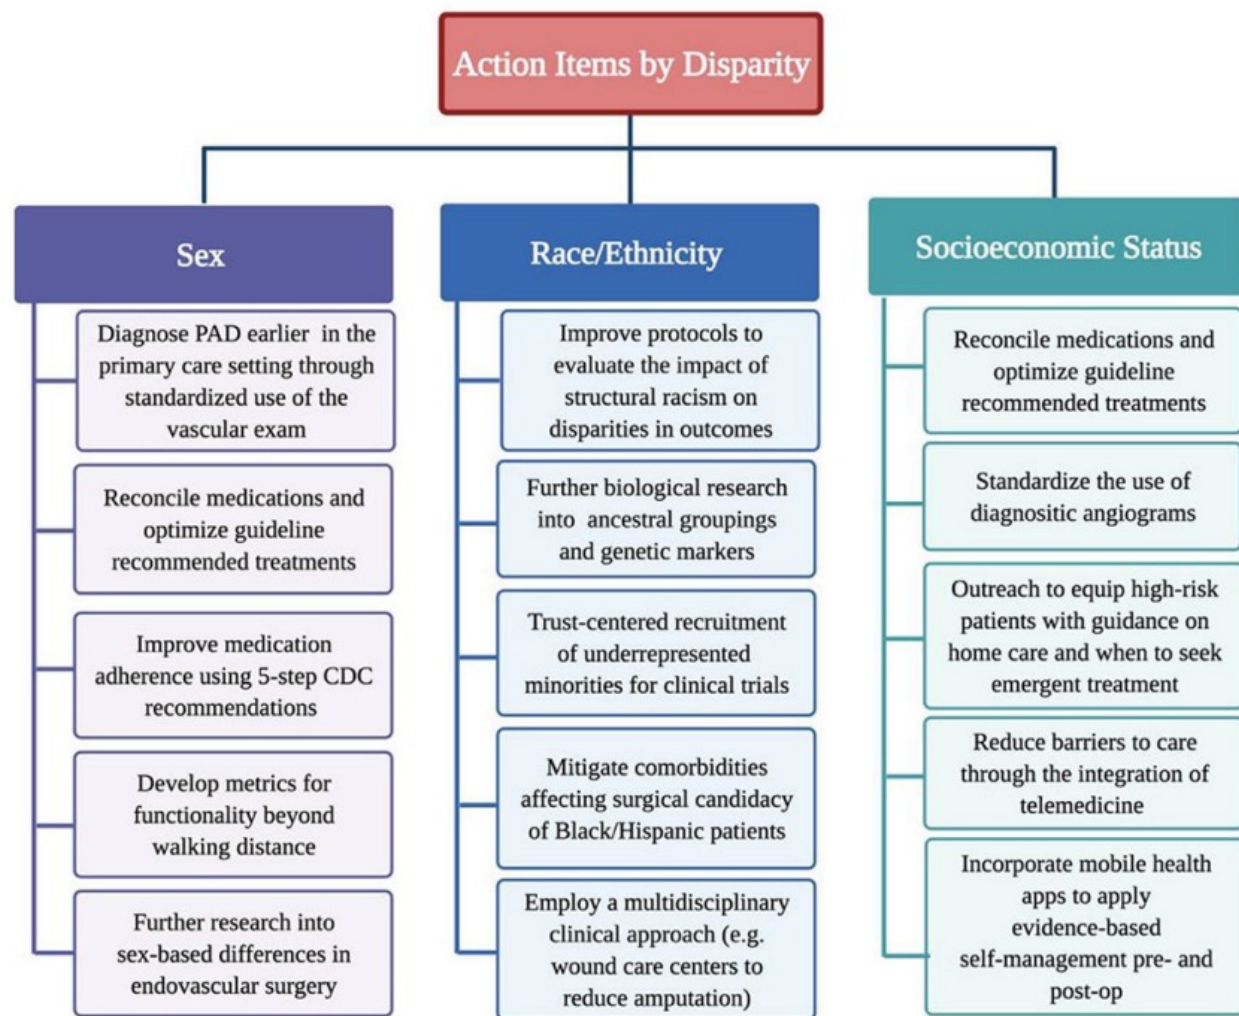 Action Items by Disparity
Sex
Diagnose PAD earlier in the
primary care setting through
standardized use of the
vascular exam
Reconcile medications and
optimize guideline
recommended treatments
Improve medication
adherence using 5-step CDC
recommendations
Develop metrics for
functionality beyond
walking distance
Further research into
sex-based differences in
endovascular surgery
Race/Ethnicity
Improve protocols to
evaluate the impact of
structural racism on
disparities in outcomes
Further biological research
into ancestral groupings
and genetic markers
Trust-centered recruitment
of underrepresented
minorities for clinical trials
Mitigate comorbidities
affecting surgical candidacy
of Black/Hispanic patients
Employ a multidisciplinary
clinical approach (e.g.
wound care centers to
reduce amputation)
Socioeconomic Status
Reconcile medications and
optimize guideline
recommended treatments
Standardize the use of
diagnositic angiograms
Outreach to equip high-risk
patients with guidance on
home care and when to seek
emergent treatment
Reduce barriers to care
through the integration of
telemedicine
Incorporate mobile health
apps to apply
evidence-based
self-management pre- and
post-op